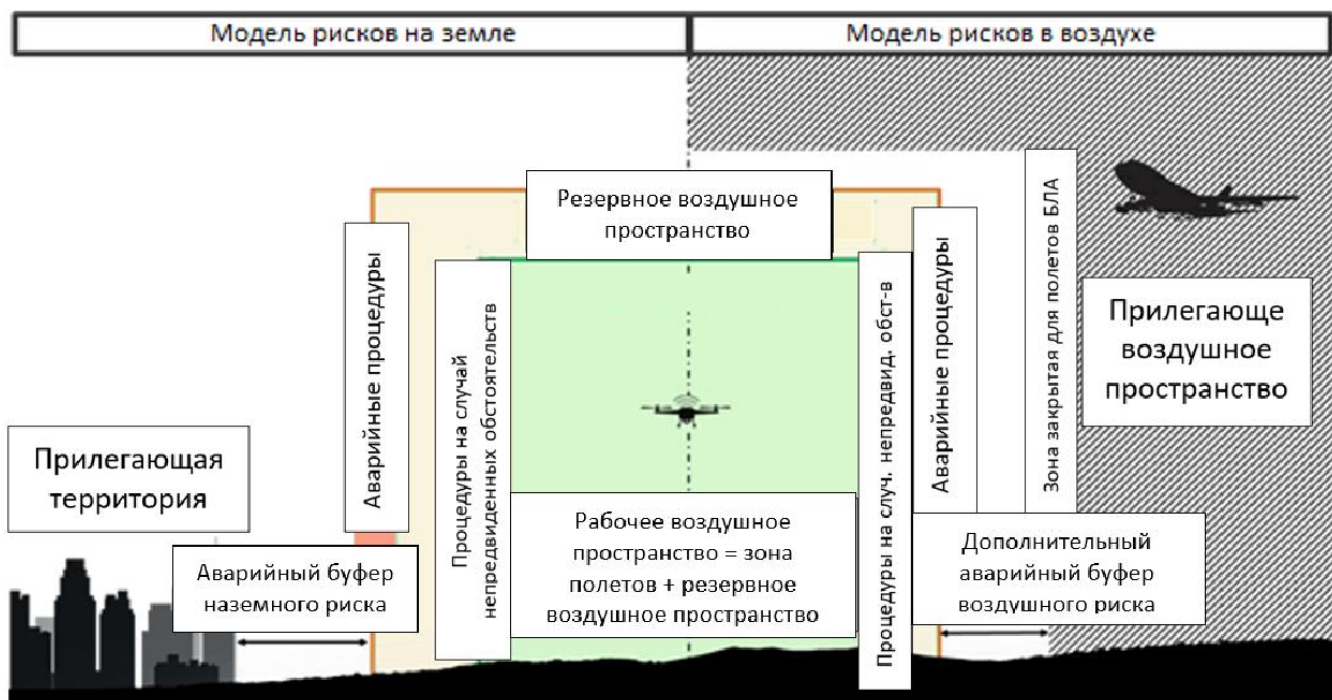 Модель рисков на земле
Модель рисков в воздухе
Резервное воздушное
пространство
Аварийные процедуры
Процедуры на случай
непредвиденных обстоятельств
Процедуры на случ. непредвид. обст-в
Аварийные процедуры
Зона закрытая для полетов БЛА
Прилегающе
воздушное
пространство
Прилегающая
территория
Аварийный буфер
наземного риска
Рабочее воздушное
пространство = зона
полетов + резервное
воздушное пространство
Дополнительный
аварийный буфер
воздушного риска